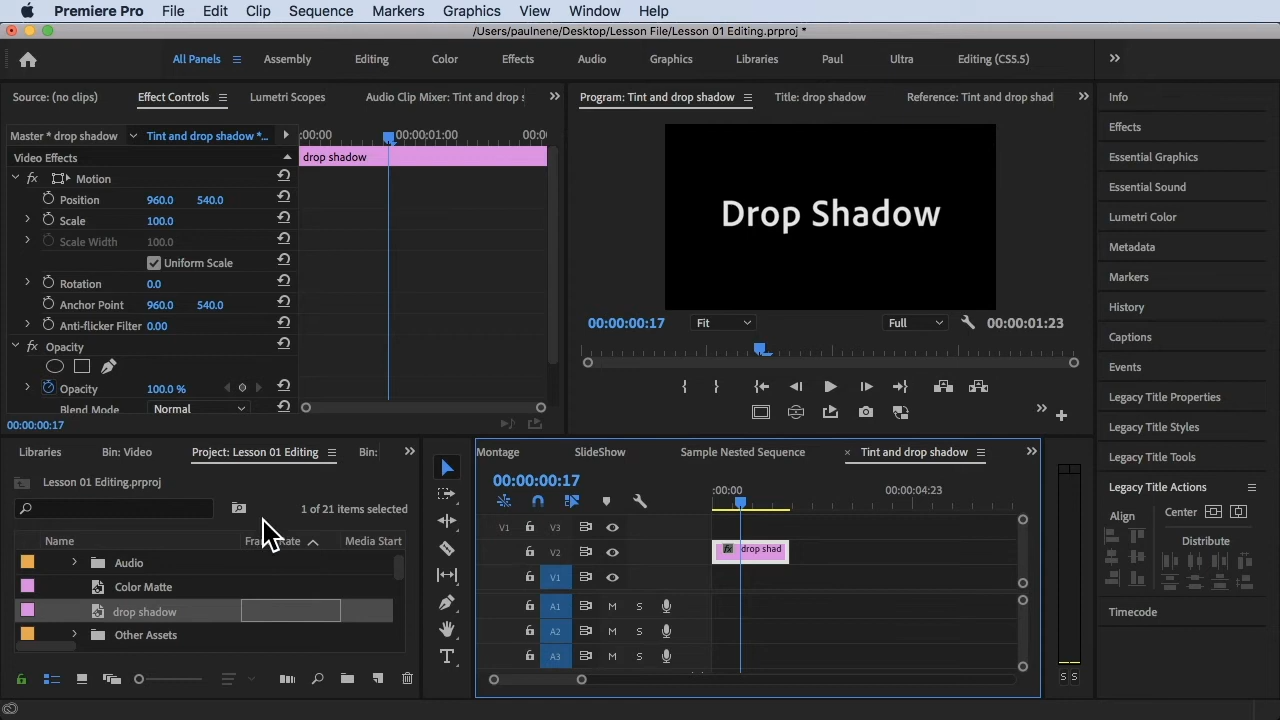 Premiere Pro File Edit Clip Sequence Markers Graphics View Window Help
/Users/paulnene/Desktop/Lesson File/Lesson 01 Editing.prproj *
All Panels Assembly Editing Color Effects Audio Graphics Libraries Paul Ultra Editing (CS5.5)
Source: (no clips) Effect Controls Lumetri Scopes Audio Clip Mixer: Tint and drop s
Master * drop shadow Tint and drop shadow *... :00:00 00:00:01:00 00:0
Video Effects drop shadow
fx Motion
Position 960.0 540.0
Scale 100.0
Scale Width 100.0
Uniform Scale
Rotation 0.0
Anchor Point 960.0 540.0
Anti-flicker Filter 0.00
fx Opacity
Opacity 100.0 %
Blend Mode Normal
00:00:00:17
Program: Tint and drop shadow Title: drop shadow Reference: Tint and drop shad
Drop Shadow
00:00:00:17 Fit Full 00:00:01:23
Info
Effects
Essential Graphics
Essential Sound
Lumetri Color
Metadata
Markers
History
Captions
Events
Legacy Title Properties
Legacy Title Styles
Legacy Title Tools
Legacy Title Actions
Align Center
Distribute
Timecode
Libraries Bin: Video Project: Lesson 01 Editing Bin:
Lesson 01 Editing.prproj
1 of 21 items selected
Name Frame Rate Media Start
Audio
Color Matte
drop shadow
Other Assets
Montage SlideShow Sample Nested Sequence × Tint and drop shadow
00:00:00:17
:00:00 00:00:04:23
V1 V3
V2 fx drop shad
V1
A1 M S
A2 M S
A3 M S
S S